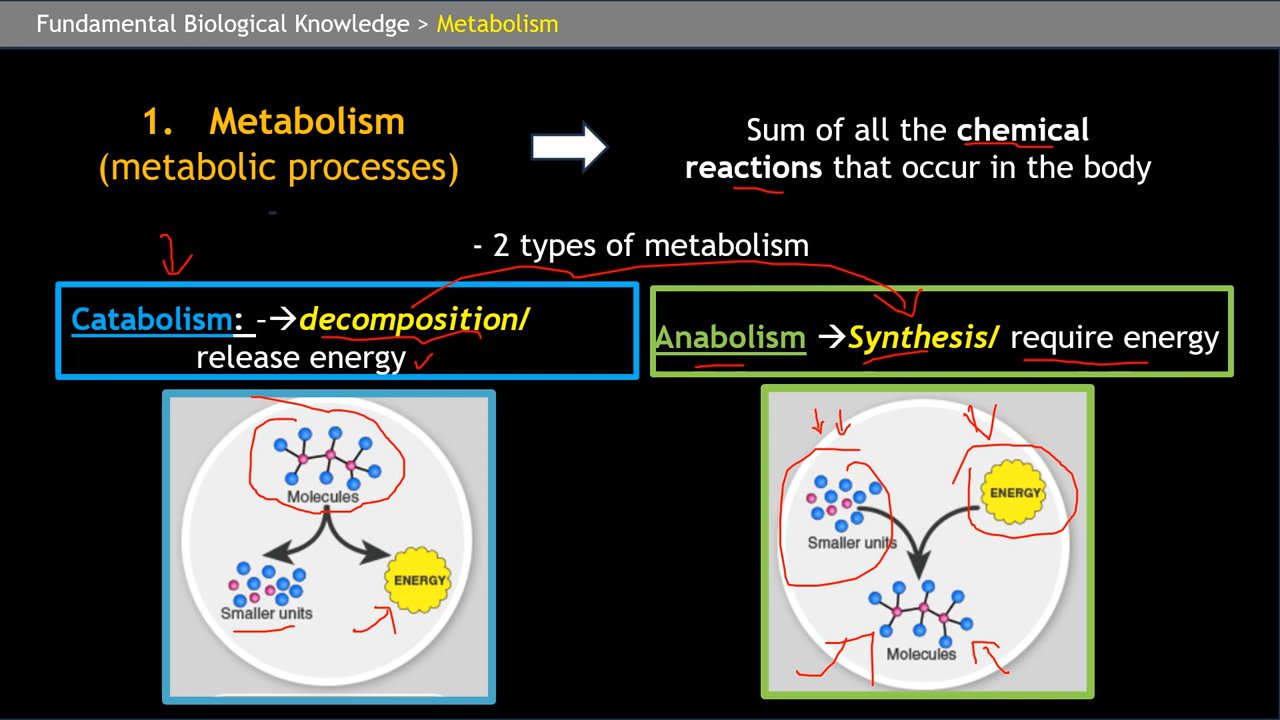 Fundamental Biological Knowledge > Metabolism
1. Metabolism
(metabolic processes)
Sum of all the chemical
reactions that occur in the body
-
- 2 types of metabolism
Catabolism: -→decomposition/
release energy
Anabolism →Synthesis/ require energy
Molecules
Smaller units
ENERGY
Smaller units
ENERGY
Molecules